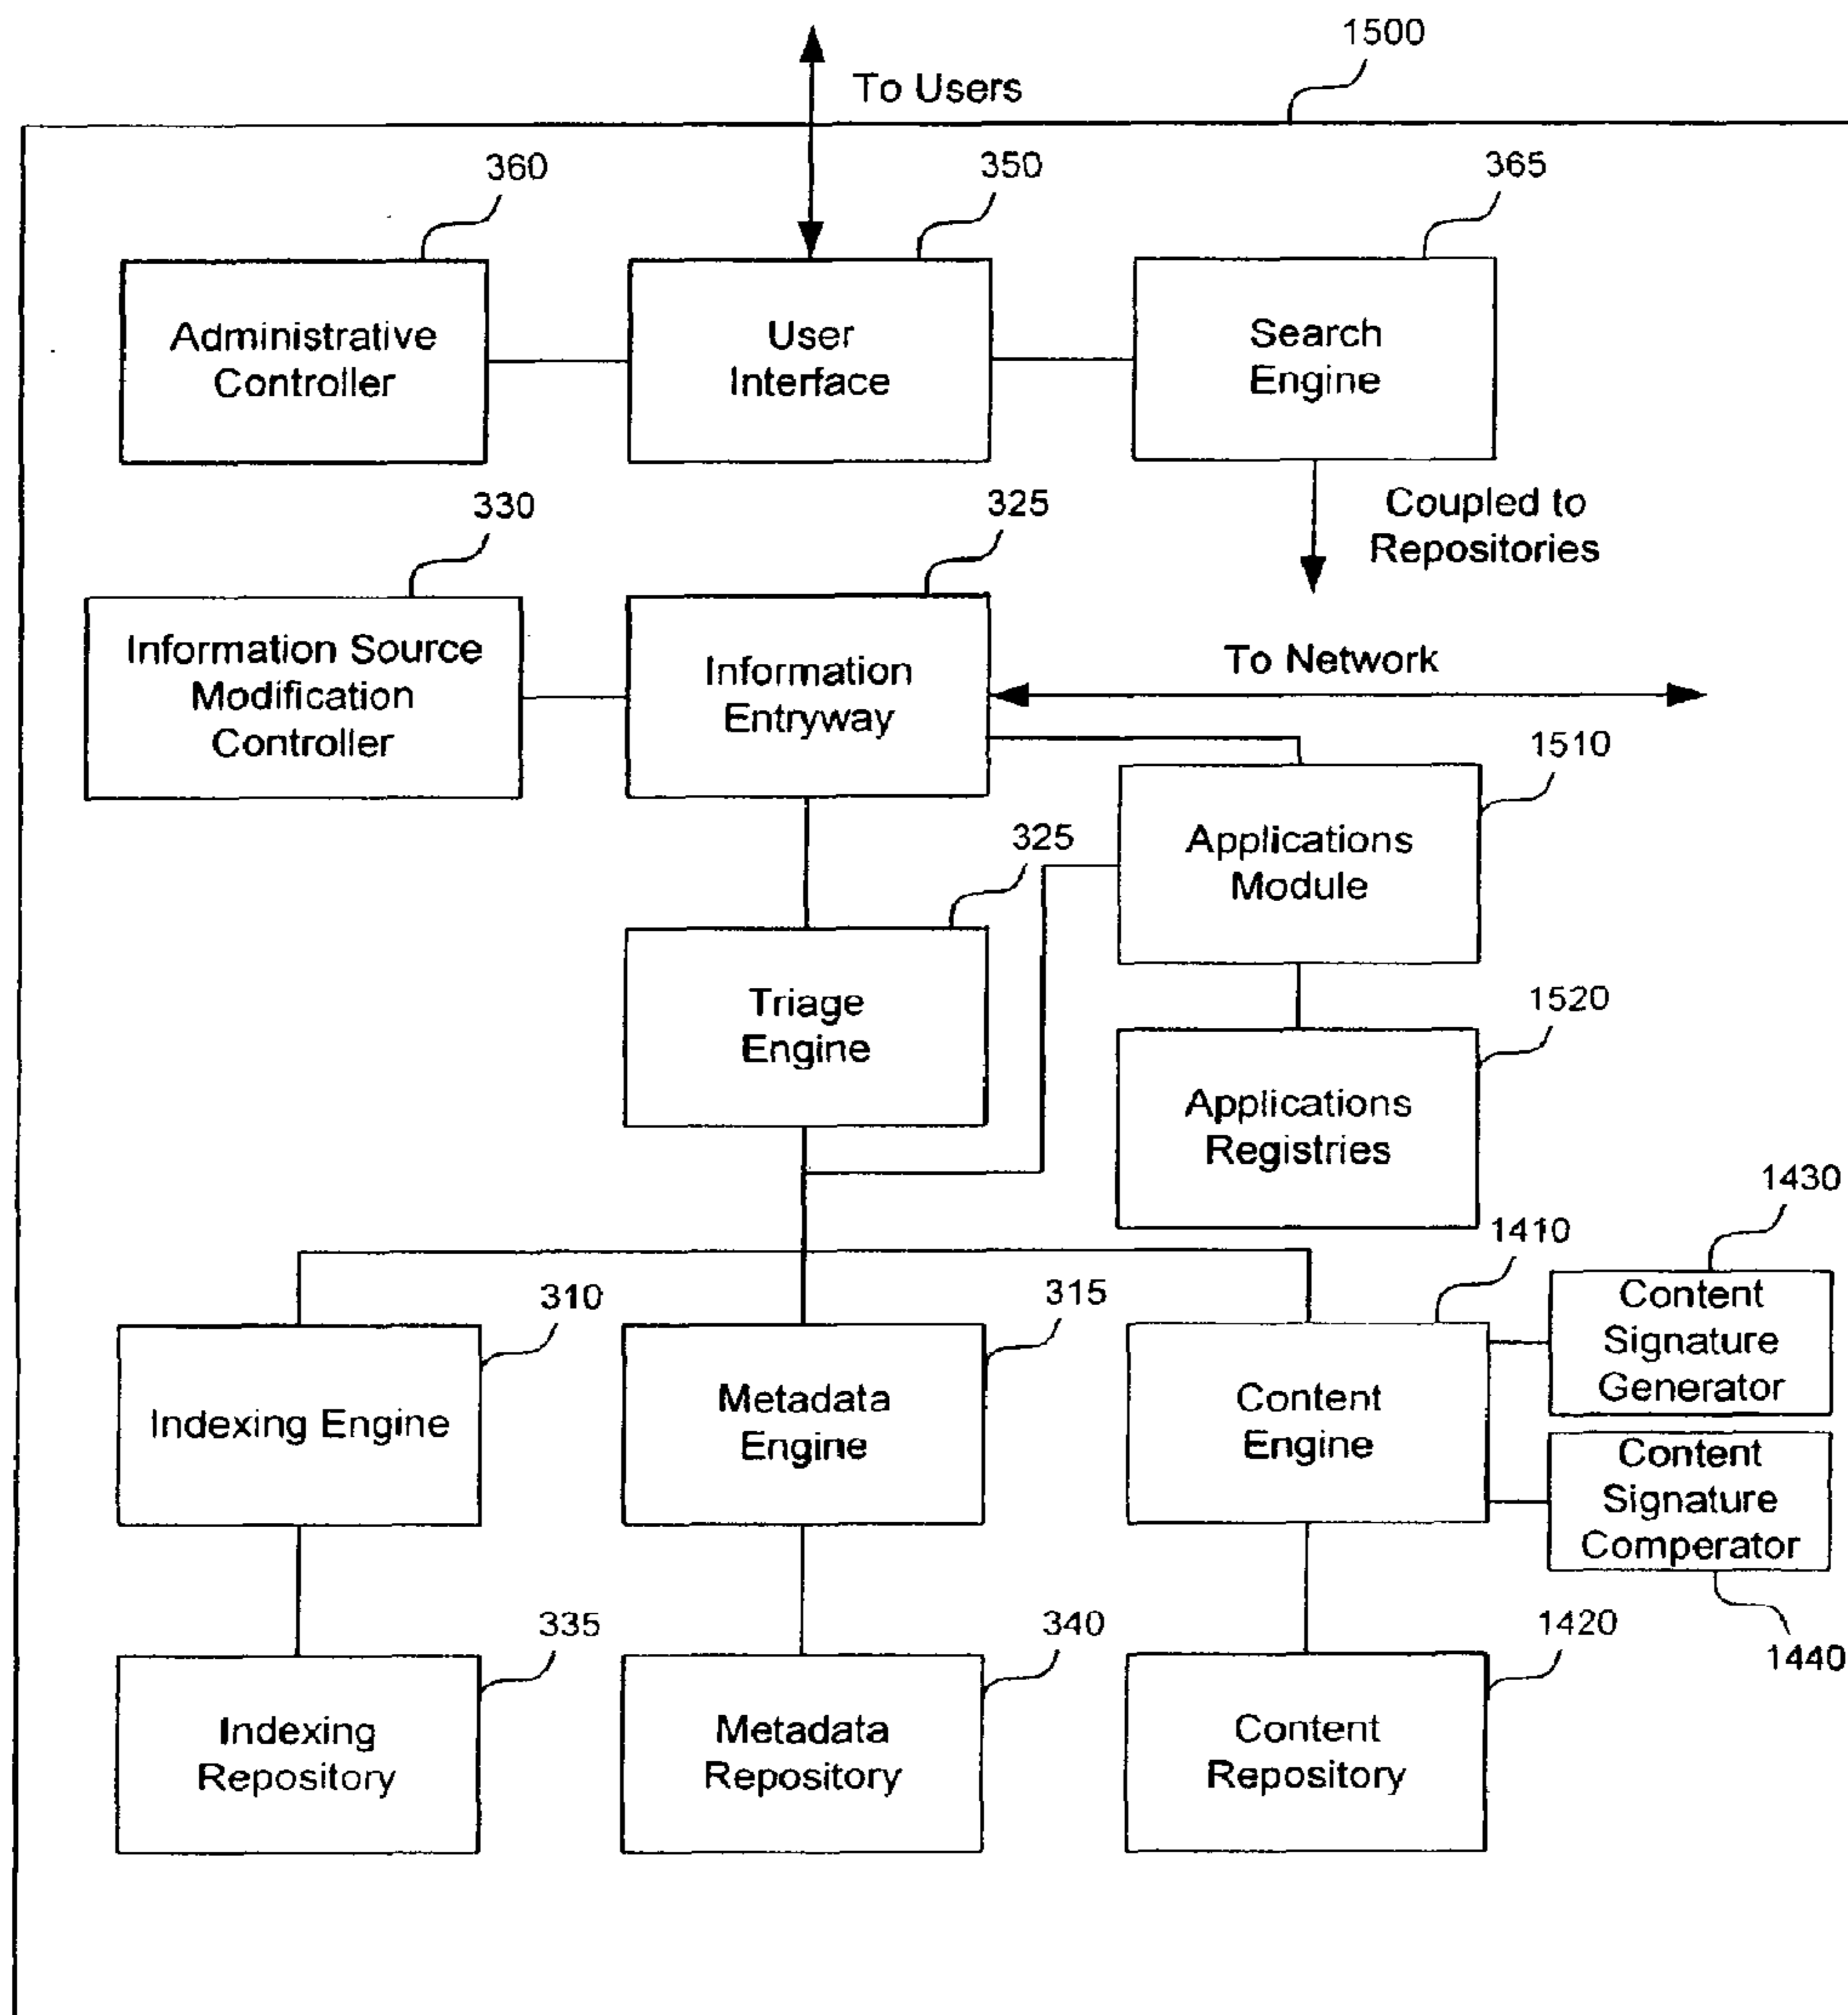 1500
To Users
360
350
365
Administrative
Controller
User
Interface
Search
Engine
Coupled to
Repositories
330
325
Information Source
Modification
Controller
Information
Entryway
To Network
1510
325
Applications
Module
Triage
Engine
1520
Applications
Registries
1430
1410
310
315
Content
Signature
Generator
Indexing Engine
Metadata
Engine
Content
Engine
Content
Signature
Comperator
335
340
1420
1440
Indexing
Repository
Metadata
Repository
Content
Repository